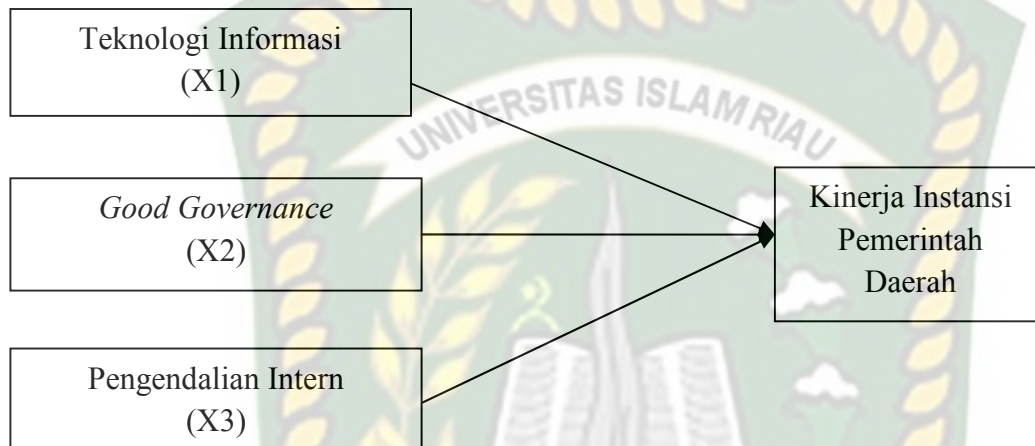 Teknologi Informasi
(X1)
UNIVERSITAS ISLAM RIAU
Good Governance
(X2)
Kinerja Instansi
Pemerintah
Daerah
Pengendalian Intern
(X3)